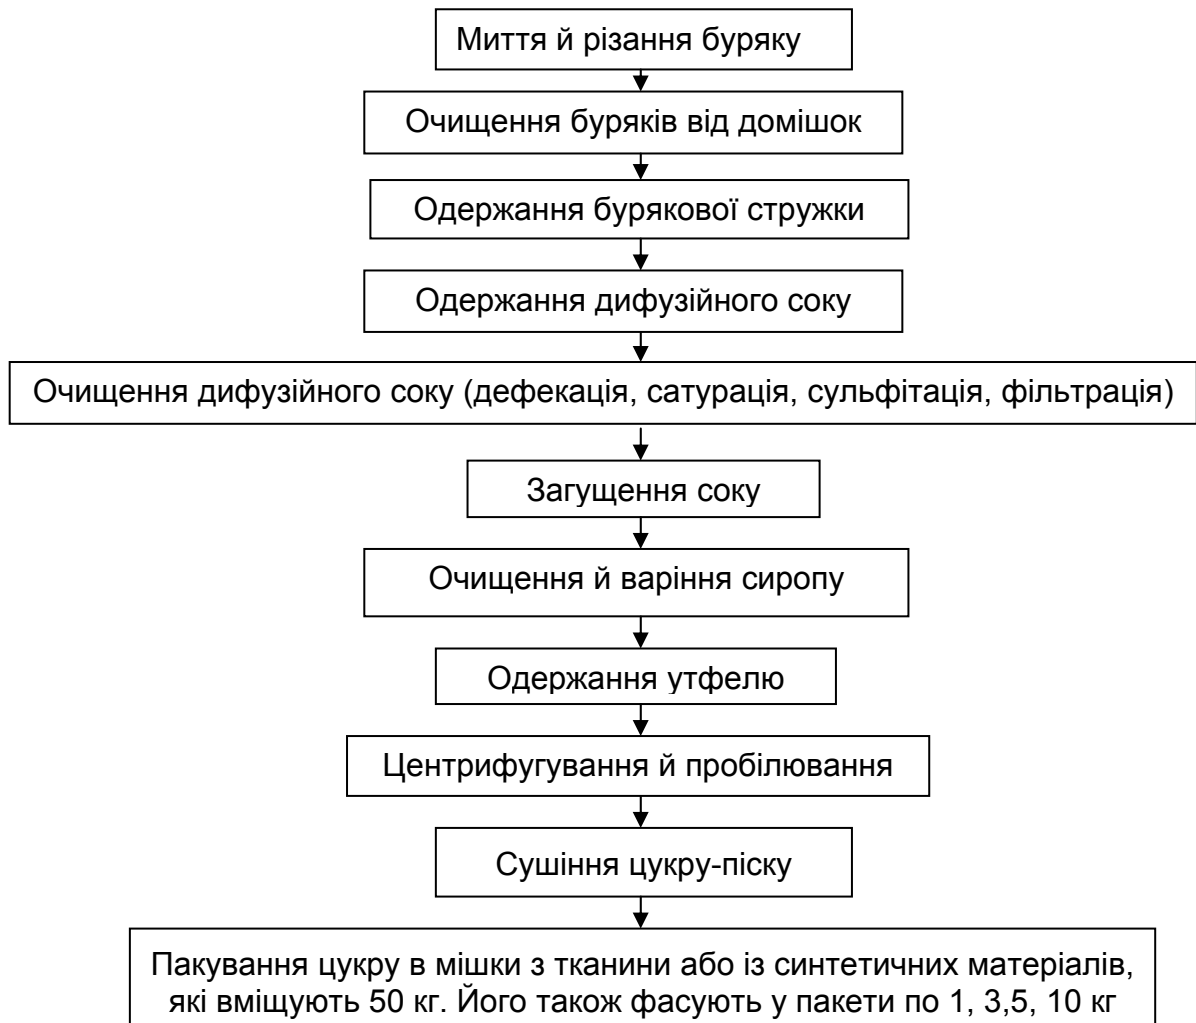 Миття й різання буряку
Очищення буряків від домішок
Одержання бурякової стружки
Одержання дифузійного соку
Очищення дифузійного соку (дефекація, сатурація, сульфітація, фільтрація)
Загущення соку
Очищення й варіння сиропу
Одержання утфелю
Центрифугування й пробілювання
Сушіння цукру-піску
Пакування цукру в мішки з тканини або із синтетичних матеріалів,
які вміщують 50 кг. Його також фасують у пакети по 1, 3,5, 10 кг